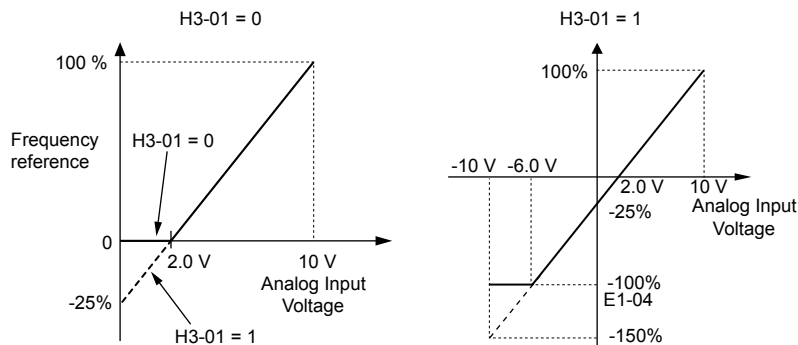 H3-01 = 0
100 %
Frequency
reference
H3-01 = 0
0
2.0 V
10 V
-25%
Analog Input
Voltage
H3-01 = 1
H3-01 = 1
100%
-10 V
-6.0 V
2.0 V
10 V
Analog Input
Voltage
-25%
-100%
E1-04
-150%